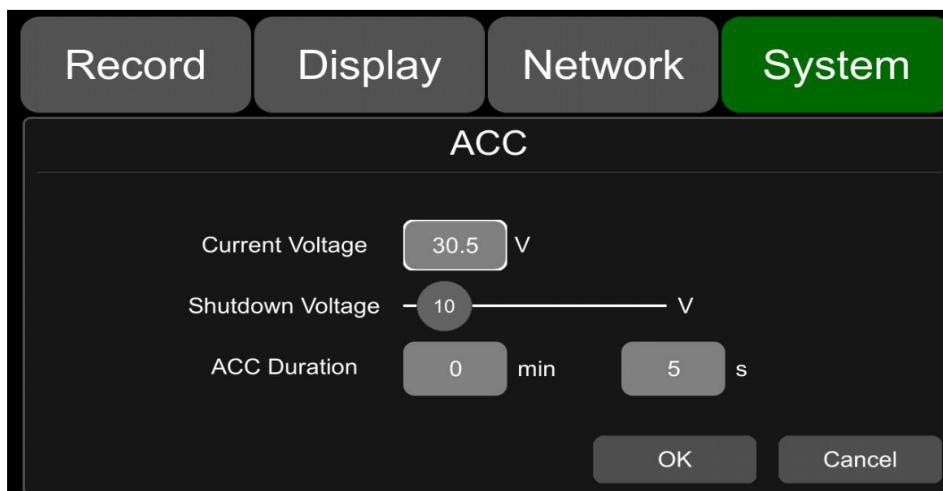 Record Display Network System
ACC
Current Voltage 30.5 V
Shutdown Voltage 10 V
ACC Duration 0 min 5 s
OK Cancel